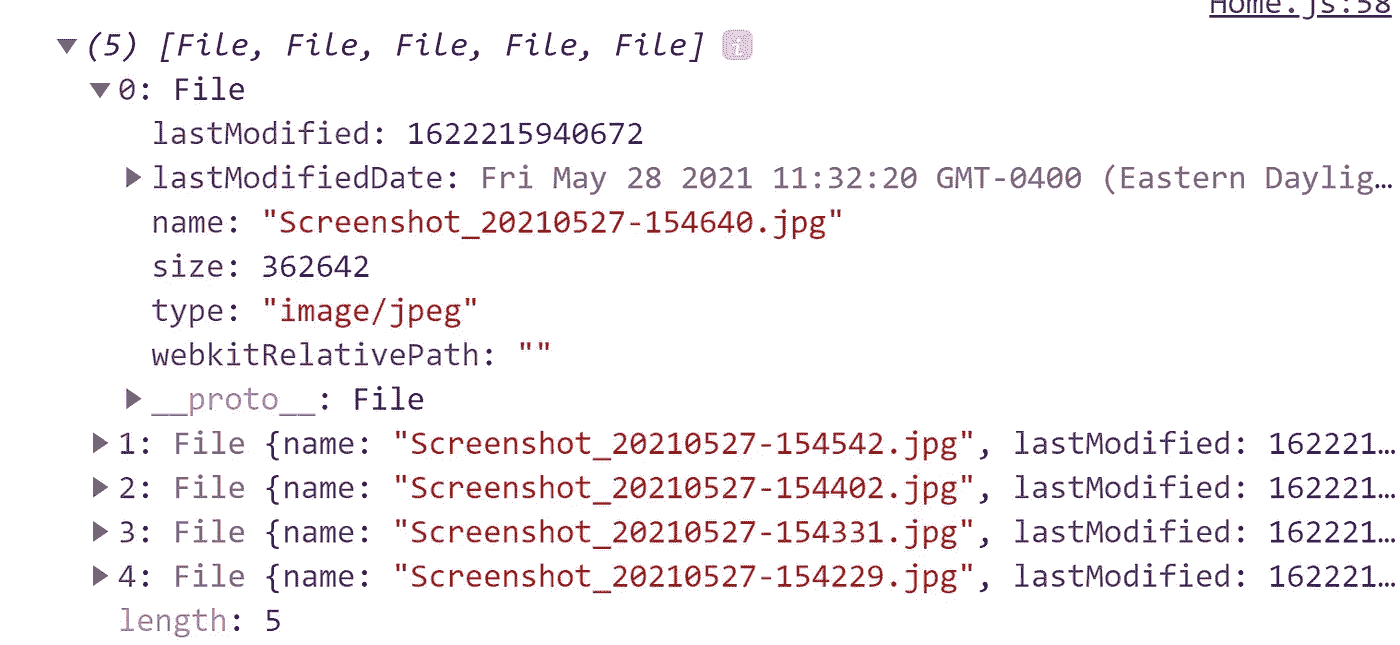 Home.js:58
(5) [File, File, File, File, File] i
0: File
lastModified: 1622215940672
lastModifiedDate: Fri May 28 2021 11:32:20 GMT-0400 (Eastern Daylig…
name: "Screenshot_20210527-154640.jpg"
size: 362642
type: "image/jpeg"
webkitRelativePath: ""
__proto__: File
1: File {name: "Screenshot_20210527-154542.jpg", lastModified: 162221…
2: File {name: "Screenshot_20210527-154402.jpg", lastModified: 162221…
3: File {name: "Screenshot_20210527-154331.jpg", lastModified: 162221…
4: File {name: "Screenshot_20210527-154229.jpg", lastModified: 162221…
length: 5